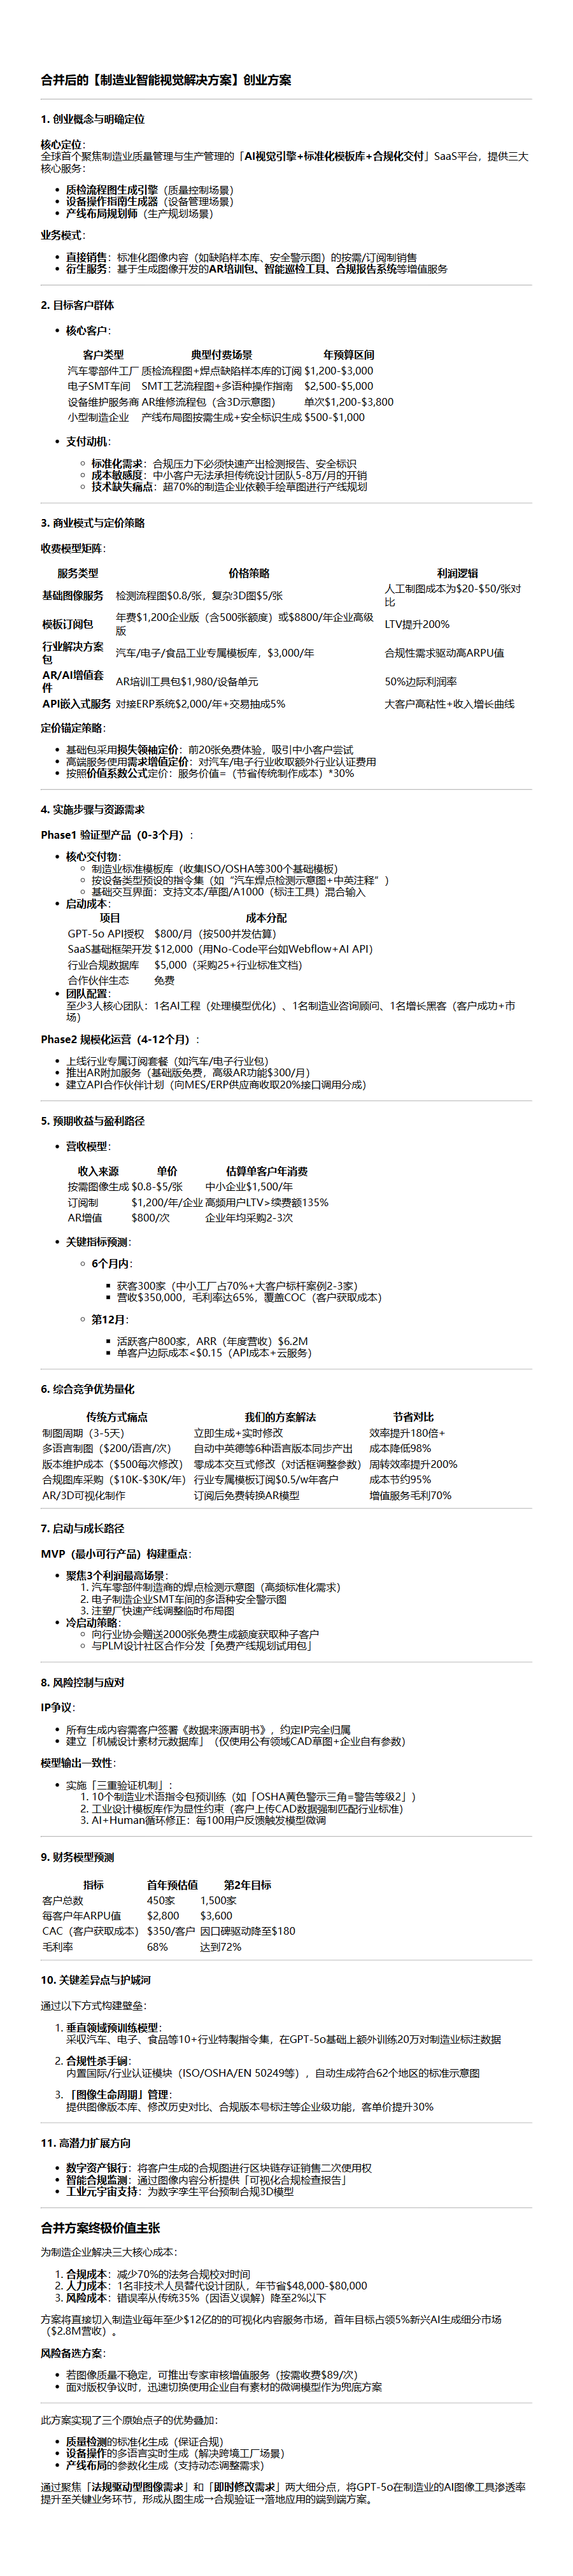 合并后的【制造业智能视觉解决方案】创业方案
1. 创业概念与明确定位
核心定位：
全球首个聚焦制造业质量管理与生产管理的「AI视觉引擎+标准化模板库+合规化交付」SaaS平台，提供三大
核心服务：
质检流程图生成引擎（质量控制场景）
设备操作指南生成器（设备管理场景）
产线布局规划师（生产规划场景）
业务模式：
直接销售：标准化图像内容（如缺陷样本库、安全警示图）的按需/订阅制销售
衍生服务：基于生成图像开发的AR培训包、智能巡检工具、合规报告系统等增值服务
2. 目标客户群体
核心客户：
客户类型 典型付费场景 年预算区间
汽车零部件工厂 质检流程图+焊点缺陷样本库的订阅 $1,200-$3,000
电子SMT车间 SMT工艺流程图+多语种操作指南 $2,500-$5,000
设备维护服务商 AR维修流程包（含3D示意图） 单次$1,200-$3,800
小型制造企业 产线布局图按需生成+安全标识生成 $500-$1,000
支付动机：
标准化需求：合规压力下必须快速产出检测报告、安全标识
成本敏感度：中小客户无法承担传统设计团队5-8万/月的开销
技术缺失痛点：超70%的制造企业依赖手绘草图进行产线规划
3. 商业模式与定价策略
收费模型矩阵：
服务类型 价格策略 利润逻辑
基础图像服务 检测流程图$0.8/张，复杂3D图$5/张 人工制图成本为$20-$50/张对
比
模板订阅包 年费$1,200企业版（含500张额度）或$8800/年企业高级
版 LTV提升200%
行业解决方案
包 汽车/电子/食品工业专属模板库，$3,000/年 合规性需求驱动高ARPU值
AR/AI增值套
件 AR培训工具包$1,980/设备单元 50%边际利润率
API嵌入式服务 对接ERP系统$2,000/年+交易抽成5% 大客户高粘性+收入增长曲线
定价锚定策略：
基础包采用损失领袖定价：前20张免费体验，吸引中小客户尝试
高端服务使用需求增值定价：对汽车/电子行业收取额外行业认证费用
按照价值系数公式定价：服务价值=（节省传统制作成本）*30%
4. 实施步骤与资源需求
Phase1 验证型产品（0-3个月）：
核心交付物：
制造业标准模板库（收集ISO/OSHA等300个基础模板）
按设备类型预设的指令集（如“汽车焊点检测示意图+中英注释”）
基础交互界面：支持文本/草图/A1000（标注工具）混合输入
启动成本：
项目 成本分配
GPT-5o API授权 $800/月（按500并发估算）
SaaS基础框架开发 $12,000（用No-Code平台如Webflow+AI API）
行业合规数据库 $5,000（采购25+行业标准文档）
合作伙伴生态 免费
团队配置：
至少3人核心团队：1名AI工程（处理模型优化）、1名制造业咨询顾问、1名增长黑客（客户成功+市
场）
Phase2 规模化运营（4-12个月）：
上线行业专属订阅套餐（如汽车/电子行业包）
推出AR附加服务（基础版免费，高级AR功能$300/月）
建立API合作伙伴计划（向MES/ERP供应商收取20%接口调用分成）
5. 预期收益与盈利路径
营收模型：
收入来源 单价 估算单客户年消费
按需图像生成 $0.8-$5/张 中小企业$1,500/年
订阅制 $1,200/年/企业 高频用户LTV>续费额135%
AR增值 $800/次 企业年均采购2-3次
关键指标预测：
6个月内：
获客300家（中小工厂占70%+大客户标杆案例2-3家）
营收$350,000，毛利率达65%，覆盖COC（客户获取成本）
第12月：
活跃客户800家，ARR（年度营收）$6.2M
单客户边际成本<$0.15（API成本+云服务）
6. 综合竞争优势量化
传统方式痛点 我们的方案解法 节省对比
制图周期（3-5天） 立即生成+实时修改 效率提升180倍+
多语言制图（$200/语言/次） 自动中英德等6种语言版本同步产出 成本降低98%
版本维护成本（$500每次修改） 零成本交互式修改（对话框调整参数） 周转效率提升200%
合规图库采购（$10K-$30K/年） 行业专属模板订阅$0.5/w年客户 成本节约95%
AR/3D可视化制作 订阅后免费转换AR模型 增值服务毛利70%
7. 启动与成长路径
MVP（最小可行产品）构建重点：
聚焦3个利润最高场景：
1. 汽车零部件制造商的焊点检测示意图（高频标准化需求）
2. 电子制造企业SMT车间的多语种安全警示图
3. 注塑厂快速产线调整临时布局图
冷启动策略：
向行业协会赠送2000张免费生成额度获取种子客户
与PLM设计社区合作分发「免费产线规划试用包」
8. 风险控制与应对
IP争议：
所有生成内容需客户签署《数据来源声明书》，约定IP完全归属
建立「机械设计素材元数据库」（仅使用公有领域CAD草图+企业自有参数）
模型输出一致性：
实施「三重验证机制」：
1. 10个制造业术语指令包预训练（如「OSHA黄色警示三角=警告等级2」）
2. 工业设计模板库作为显性约束（客户上传CAD数据强制匹配行业标准）
3. AI+Human循环修正：每100用户反馈触发模型微调
9. 财务模型预测
指标 首年预估值 第2年目标
客户总数 450家 1,500家
每客户年ARPU值 $2,800 $3,600
CAC（客户获取成本） $350/客户 因口碑驱动降至$180
毛利率 68% 达到72%
10. 关键差异点与护城河
通过以下方式构建壁垒：
1. 垂直领域预训练模型：
采収汽车、电子、食品等10+行业特製指令集，在GPT-5o基础上额外训练20万对制造业标注数据
2. 合规性杀手锏：
内置国际/行业认证模块（ISO/OSHA/EN 50249等），自动生成符合62个地区的标准示意图
3. 「图像生命周期」管理：
提供图像版本库、修改历史对比、合规版本号标注等企业级功能，客单价提升30%
11. 高潜力扩展方向
数字资产银行：将客户生成的合规图进行区块链存证销售二次使用权
智能合规监测：通过图像内容分析提供「可视化合规检查报告」
工业元宇宙支持：为数字孪生平台预制合规3D模型
合并方案终极价值主张
为制造企业解决三大核心成本：
1. 合规成本：减少70%的法务合规校对时间
2. 人力成本：1名非技术人员替代设计团队，年节省$48,000-$80,000
3. 风险成本：错误率从传统35%（因语义误解）降至2%以下
方案将直接切入制造业每年至少$12亿的的可视化内容服务市场，首年目标占领5%新兴AI生成细分市场
（$2.8M营收）。
风险备选方案：
若图像质量不稳定，可推出专家审核增值服务（按需收费$89/次）
面对版权争议时，迅速切换使用企业自有素材的微调模型作为兜底方案
此方案实现了三个原始点子的优势叠加：
质量检测的标准化生成（保证合规）
设备操作的多语言实时生成（解决跨境工厂场景）
产线布局的参数化生成（支持动态调整需求）
通过聚焦「法规驱动型图像需求」和「即时修改需求」两大细分点，将GPT-5o在制造业的AI图像工具渗透率
提升至关键业务环节，形成从图生成→合规验证→落地应用的端到端方案。